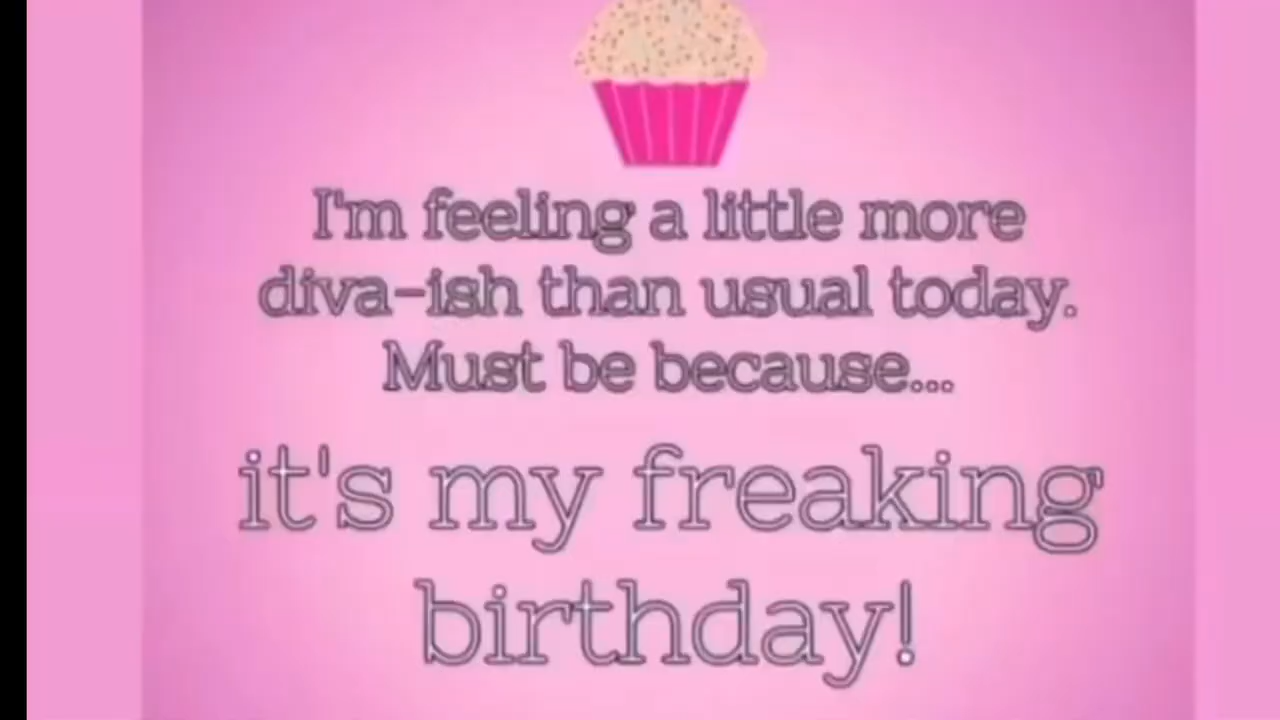 I'm feeling a little more
diva-ish than usual today.
Must be because...
it's my freaking
birthday!